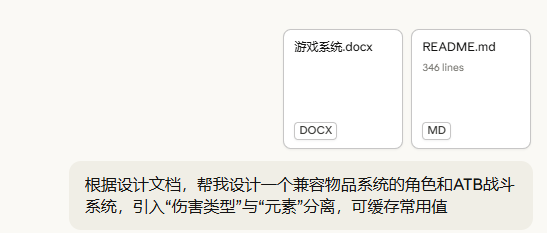 游戏系统.docx
README.md
346 lines
DOCX
MD
根据设计文档，帮我设计一个兼容物品系统的角色和ATB战斗
系统，引入“伤害类型”与“元素”分离，可缓存常用值